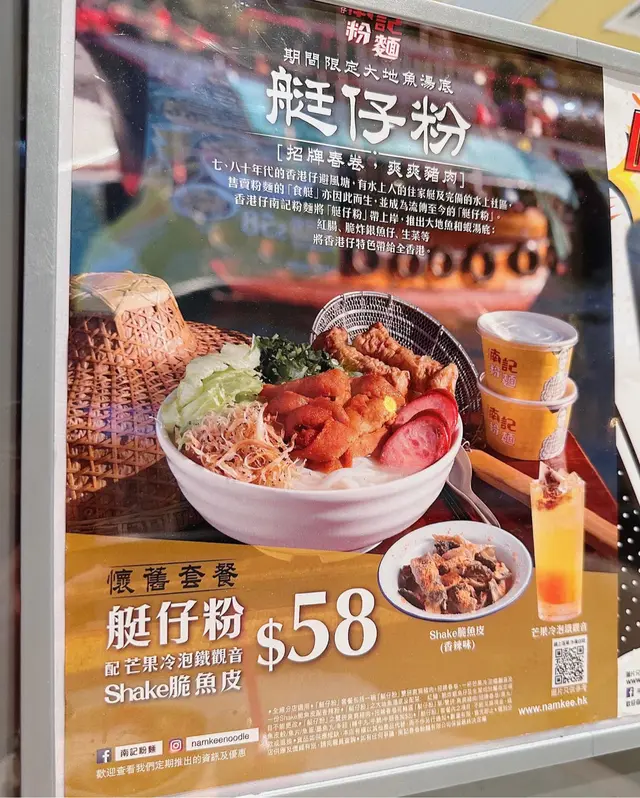 南記
粉麵
期間限定大地魚湯底
艇仔粉
[招牌春卷；爽爽豬肉]
七、八十年代的香港仔避風塘，有水上人的住家艇及完備的水上社區，
售賣粉麵的「食艇」亦因此而生，並成為流傳至今的「艇仔粉」。
香港仔南記粉麵將「艇仔粉」帶上岸，推出大地魚和蝦湯底；
紅腸、脆炸銀魚仔、生菜等
將香港仔特色帶給全香港。
南記
粉麵
南記
粉麵
懷舊套餐
艇仔粉
配 芒果冷泡鐵觀音
Shake脆魚皮
$58
Shake脆魚皮
(香辣味)
芒果冷泡鐵觀音
圖片只供參考
www.namkee.hk
南記粉麵
namkeenoodle
歡迎查看我們定期推出的資訊及優惠